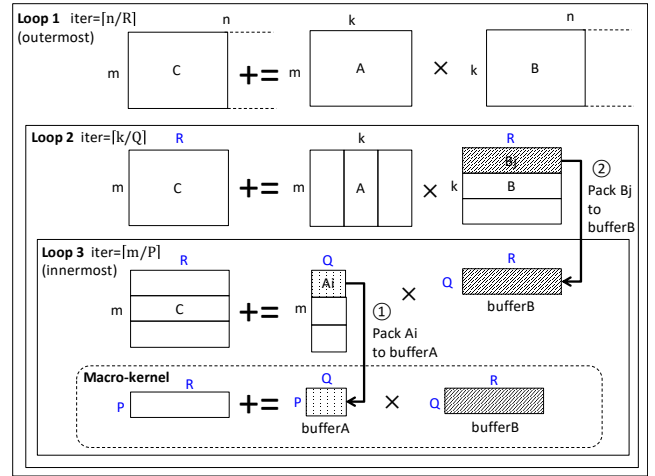 Loop 1 iter=⌈n/R⌉
(outermost)
n
k
n
m
C
+=
m
A
×
k
B
Loop 2 iter=⌈k/Q⌉
R
k
R
m
C
+=
m
A
×
k
Bj
B
②
Pack Bj
to
bufferB
Loop 3 iter=⌈m/P⌉
(innermost)
R
Q
R
m
C
+=
m
Ai
×
Q
bufferB
①
Pack Ai
to bufferA
Macro-kernel
R
Q
R
P
+=
P
×
Q
bufferA
bufferB